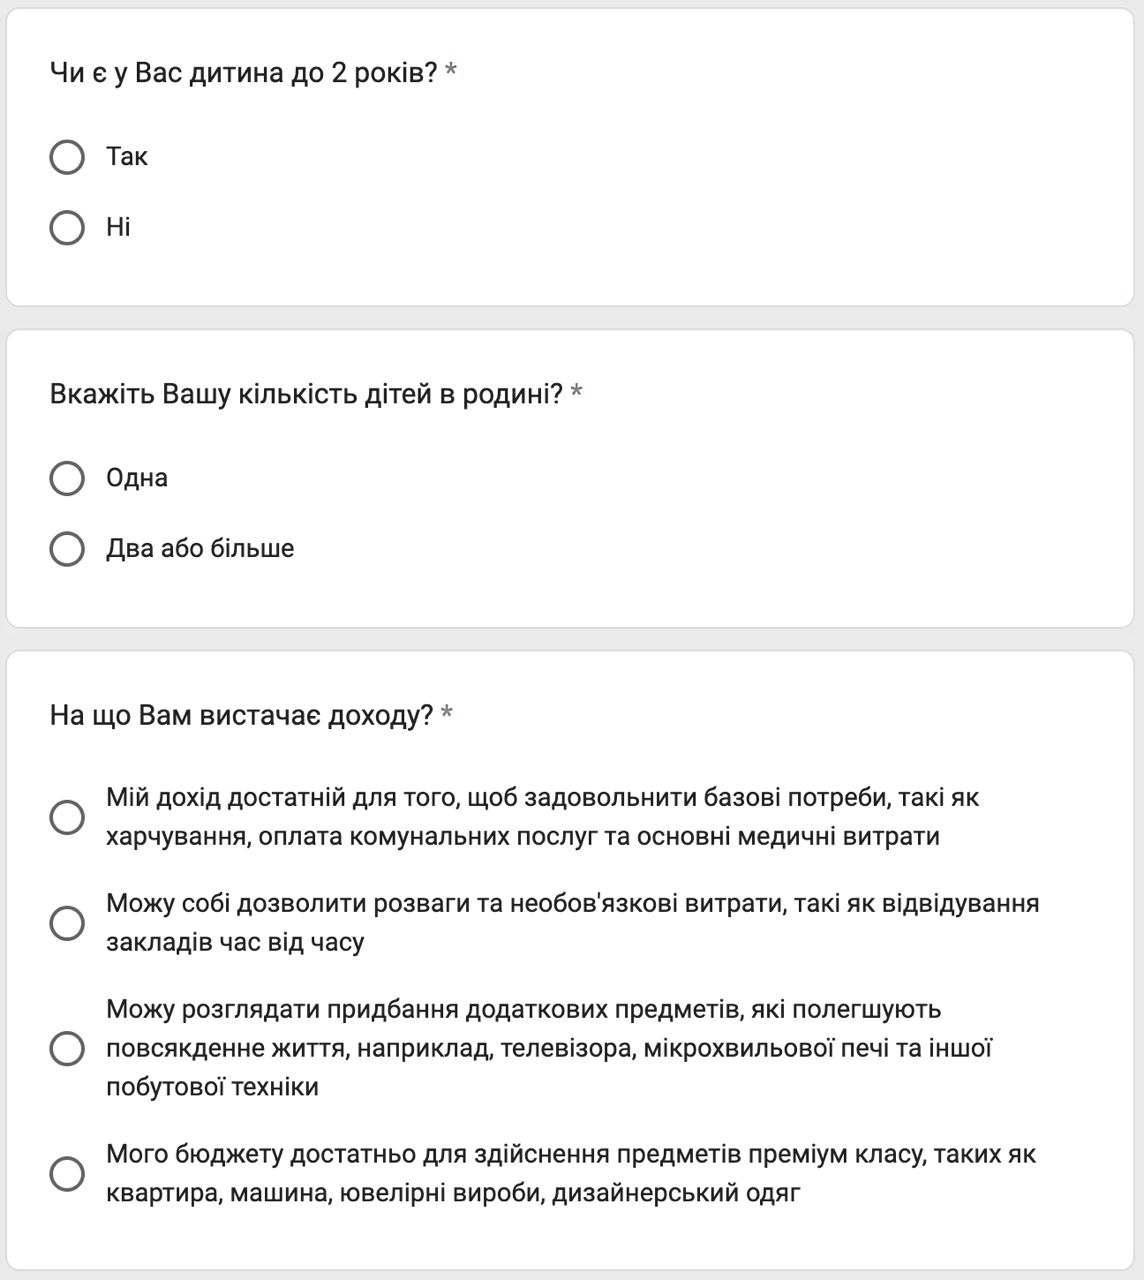 Чи є у Вас дитина до 2 років? *
Так
Ні
Вкажіть Вашу кількість дітей в родині? *
Одна
Два або більше
На що Вам вистачає доходу? *
Мій дохід достатній для того, щоб задовольнити базові потреби, такі як
харчування, оплата комунальних послуг та основні медичні витрати
Можу собі дозволити розваги та необов'язкові витрати, такі як відвідування
закладів час від часу
Можу розглядати придбання додаткових предметів, які полегшують
повсякденне життя, наприклад, телевізора, мікрохвильової печі та іншої
побутової техніки
Мого бюджету достатньо для здійснення предметів преміум класу, таких як
квартира, машина, ювелірні вироби, дизайнерський одяг